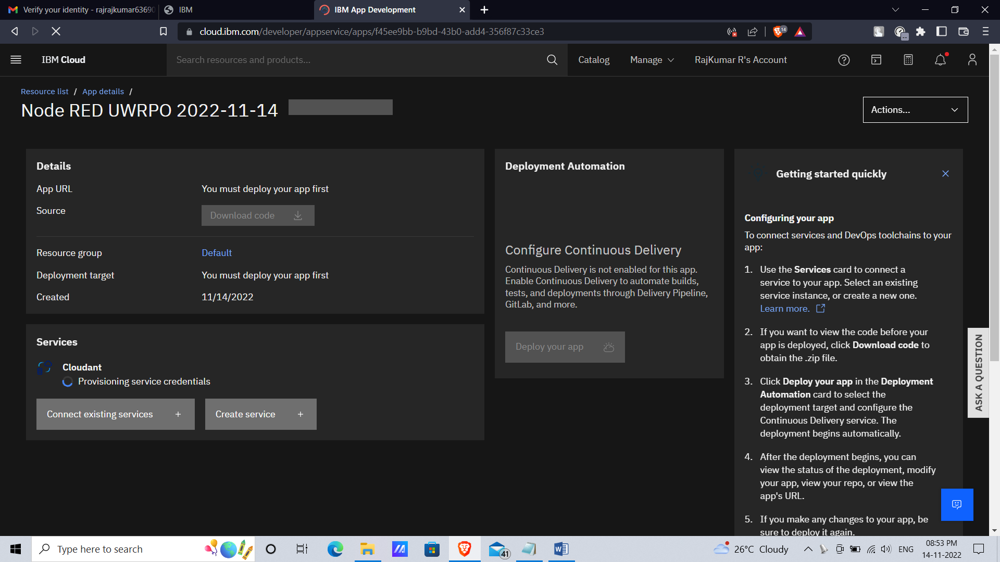 Verify your identity - rajrajkumar63690
IBM
IBM App Development
cloud.ibm.com/developer/appservice/apps/f45ee9bb-b9bd-43b0-add4-356f87c33ce3
14
IBM Cloud
Search resources and products...
Catalog
Manage
RajKumar R's Account
Resource list / App details /
Node RED UWRPO 2022-11-14
Actions...
Details
App URL
You must deploy your app first
Source
Download code
Resource group
Default
Deployment target
You must deploy your app first
Created
11/14/2022
Services
Cloudant
Provisioning service credentials
Connect existing services +
Create service +
Deployment Automation
Configure Continuous Delivery
Continuous Delivery is not enabled for this app.
Enable Continuous Delivery to automate builds,
tests, and deployments through Delivery Pipeline,
GitLab, and more.
Deploy your app
Getting started quickly
Configuring your app
To connect services and DevOps toolchains to your
app:
1. Use the Services card to connect a
service to your app. Select an existing
service instance, or create a new one.
Learn more.
2. If you want to view the code before your
app is deployed, click Download code to
obtain the .zip file.
3. Click Deploy your app in the Deployment
Automation card to select the
deployment target and configure the
Continuous Delivery service. The
deployment begins automatically.
4. After the deployment begins, you can
view the status of the deployment, modify
your app, view your repo, or view the
app's URL.
5. If you make any changes to your app, be
sure to deploy it again.
ASK A QUESTION
Type here to search
41
26°C Cloudy
ENG
08:53 PM
14-11-2022